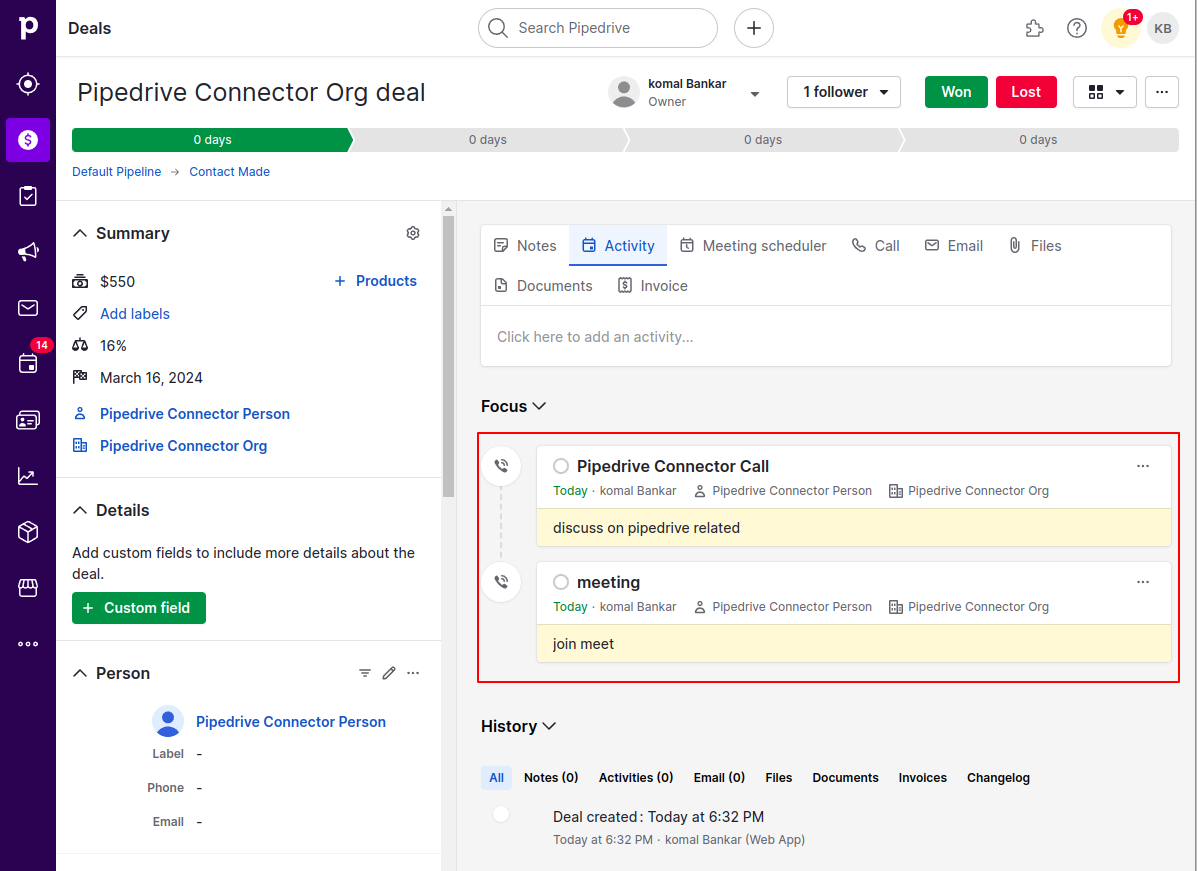 Deals
Search Pipedrive
1+
KB
Pipedrive Connector Org deal
komal Bankar
Owner
1 follower
Won
Lost
0 days
0 days
0 days
0 days
Default Pipeline → Contact Made
14
Summary
$550
+ Products
Add labels
16%
March 16, 2024
Pipedrive Connector Person
Pipedrive Connector Org
Details
Add custom fields to include more details about the
deal.
+ Custom field
Person
Pipedrive Connector Person
Label -
Phone -
Email -
Notes Activity Meeting scheduler Call Email Files
Documents Invoice
Click here to add an activity...
Focus
Pipedrive Connector Call
Today · komal Bankar Pipedrive Connector Person Pipedrive Connector Org
discuss on pipedrive related
meeting
Today · komal Bankar Pipedrive Connector Person Pipedrive Connector Org
join meet
History
All Notes (0) Activities (0) Email (0) Files Documents Invoices Changelog
Deal created: Today at 6:32 PM
Today at 6:32 PM · komal Bankar (Web App)